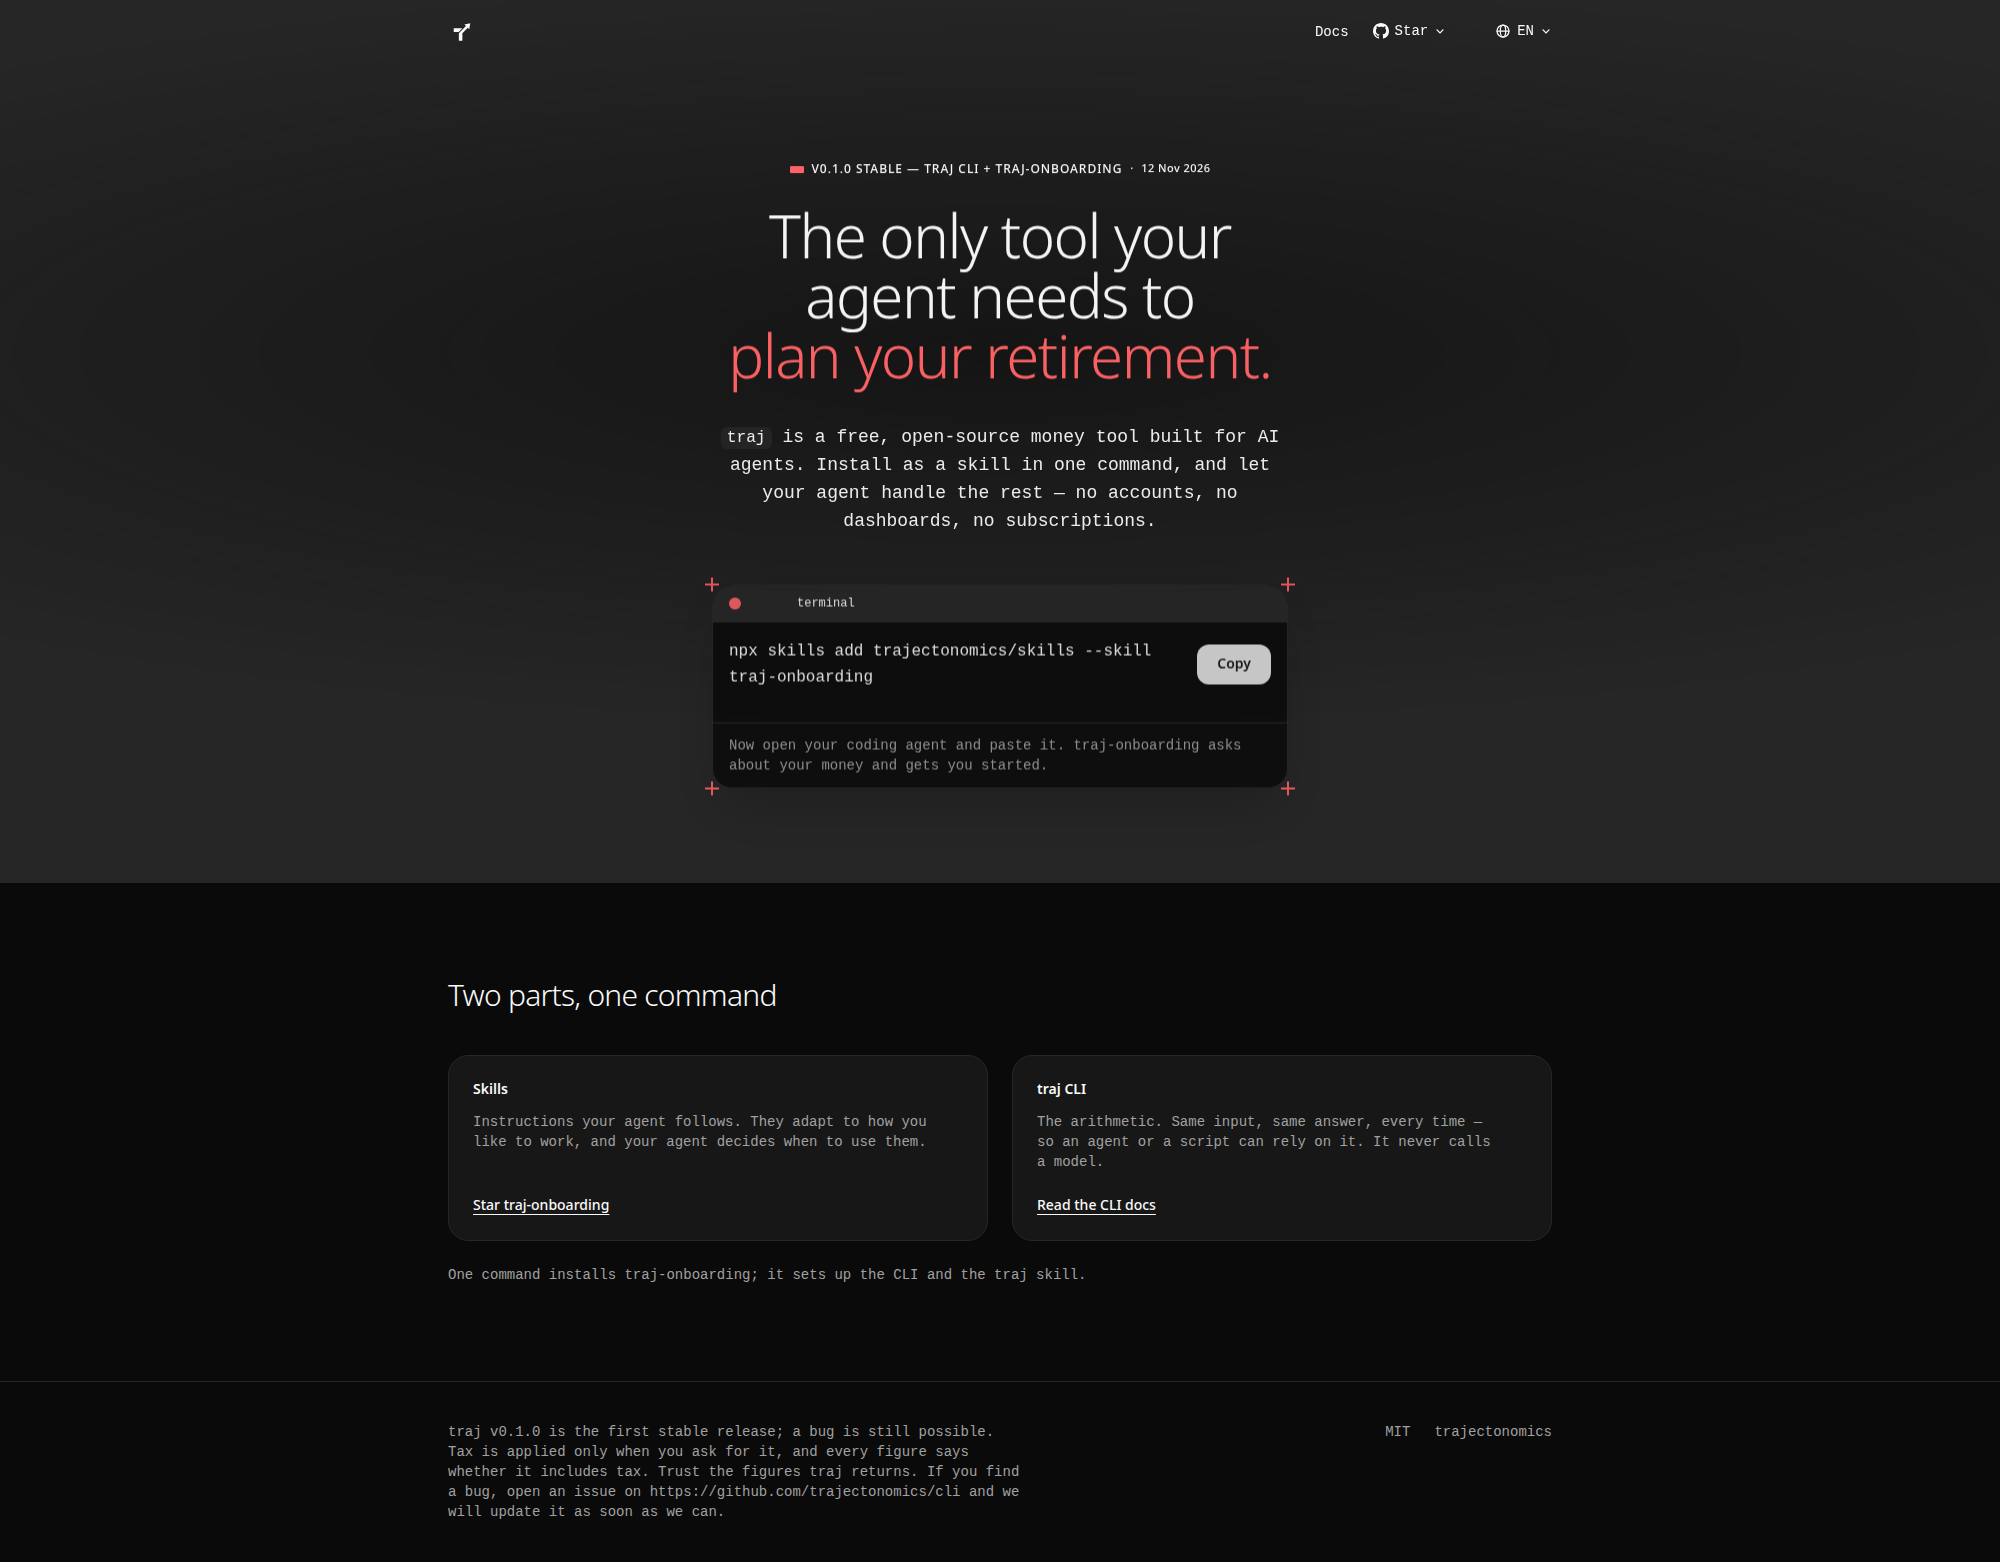 Docs
Star
EN
V0.1.0 STABLE — TRAJ CLI + TRAJ-ONBOARDING · 12 Nov 2026
The only tool your
agent needs to
plan your retirement.
traj is a free, open-source money tool built for AI
agents. Install as a skill in one command, and let
your agent handle the rest — no accounts, no
dashboards, no subscriptions.
terminal
npx skills add trajectonomics/skills --skill
traj-onboarding
Copy
Now open your coding agent and paste it. traj-onboarding asks
about your money and gets you started.
Two parts, one command
Skills
Instructions your agent follows. They adapt to how you
like to work, and your agent decides when to use them.
Star traj-onboarding
traj CLI
The arithmetic. Same input, same answer, every time —
so an agent or a script can rely on it. It never calls
a model.
Read the CLI docs
One command installs traj-onboarding; it sets up the CLI and the traj skill.
traj v0.1.0 is the first stable release; a bug is still possible.
Tax is applied only when you ask for it, and every figure says
whether it includes tax. Trust the figures traj returns. If you find
a bug, open an issue on https://github.com/trajectonomics/cli and we
will update it as soon as we can.
MIT
trajectonomics